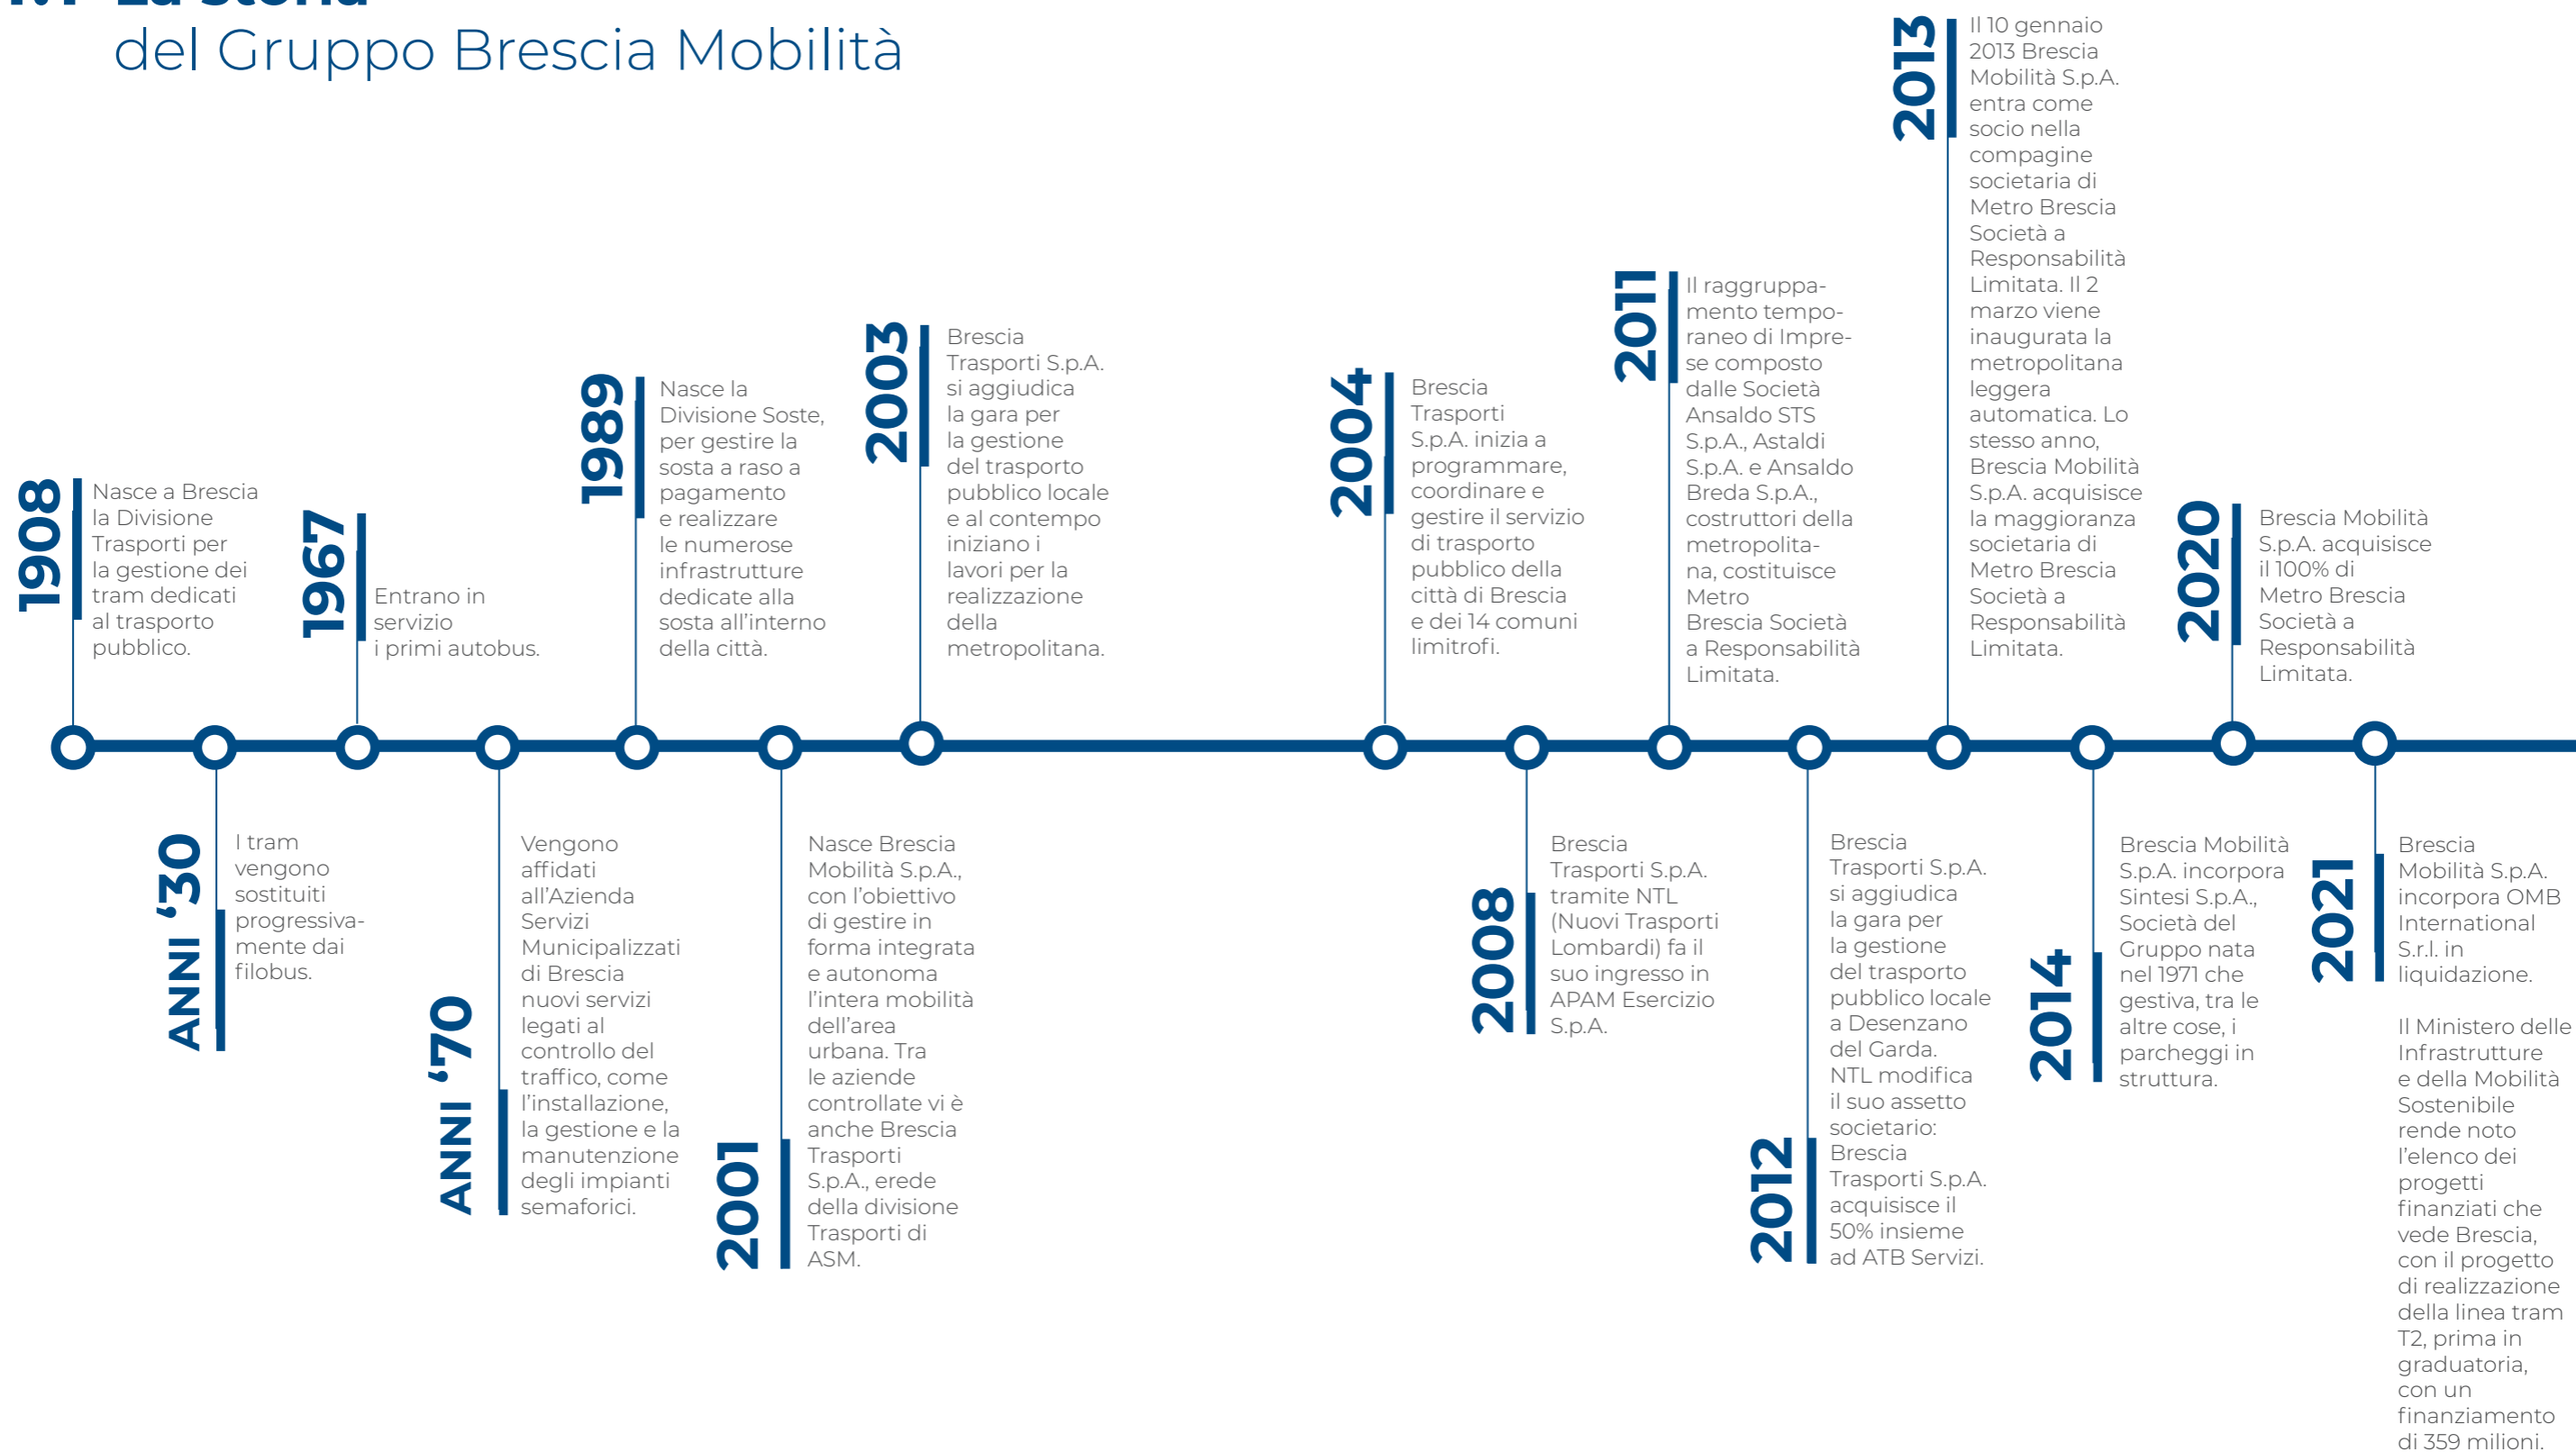 del Gruppo Brescia Mobilità
1908
Nasce a Brescia
la Divisione
Trasporti per
la gestione dei
tram dedicati
al trasporto
pubblico.
ANNI ‘30
I tram
vengono
sostituiti
progressiva-
mente dai
filobus.
1967
Entrano in
servizio
i primi autobus.
ANNI ‘70
Vengono
affidati
all’Azienda
Servizi
Municipalizzati
di Brescia
nuovi servizi
legati al
controllo del
traffico, come
l’installazione,
la gestione e la
manutenzione
degli impianti
semaforici.
1989
Nasce la
Divisione Soste,
per gestire la
sosta a raso a
pagamento
e realizzare
le numerose
infrastrutture
dedicate alla
sosta all’interno
della città.
2001
Nasce Brescia
Mobilità S.p.A.,
con l’obiettivo
di gestire in
forma integrata
e autonoma
l’intera mobilità
dell’area
urbana. Tra
le aziende
controllate vi è
anche Brescia
Trasporti
S.p.A., erede
della divisione
Trasporti di
ASM.
2003
Brescia
Trasporti S.p.A.
si aggiudica
la gara per
la gestione
del trasporto
pubblico locale
e al contempo
iniziano i
lavori per la
realizzazione
della
metropolitana.
2004
Brescia
Trasporti
S.p.A. inizia a
programmare,
coordinare e
gestire il servizio
di trasporto
pubblico della
città di Brescia
e dei 14 comuni
limitrofi.
2008
Brescia
Trasporti S.p.A.
tramite NTL
(Nuovi Trasporti
Lombardi) fa il
suo ingresso in
APAM Esercizio
S.p.A.
2011
Il raggruppa-
mento tempo-
raneo di Impre-
se composto
dalle Società
Ansaldo STS
S.p.A., Astaldi
S.p.A. e Ansaldo
Breda S.p.A.,
costruttori della
metropolita-
na, costituisce
Metro
Brescia Società
a Responsabilità
Limitata.
2012
Brescia
Trasporti S.p.A.
si aggiudica
la gara per
la gestione
del trasporto
pubblico locale
a Desenzano
del Garda.
NTL modifica
il suo assetto
societario:
Brescia
Trasporti S.p.A.
acquisisce il
50% insieme
ad ATB Servizi.
2013
Il 10 gennaio
2013 Brescia
Mobilità S.p.A.
entra come
socio nella
compagine
societaria di
Metro Brescia
Società a
Responsabilità
Limitata. Il 2
marzo viene
inaugurata la
metropolitana
leggera
automatica. Lo
stesso anno,
Brescia Mobilità
S.p.A. acquisisce
la maggioranza
societaria di
Metro Brescia
Società a
Responsabilità
Limitata.
2014
Brescia Mobilità
S.p.A. incorpora
Sintesi S.p.A.,
Società del
Gruppo nata
nel 1971 che
gestiva, tra le
altre cose, i
parcheggi in
struttura.
2020
Brescia Mobilità
S.p.A. acquisisce
il 100% di
Metro Brescia
Società a
Responsabilità
Limitata.
2021
Brescia
Mobilità S.p.A.
incorpora OMB
International
S.r.l. in
liquidazione.
Il Ministero delle
Infrastrutture
e della Mobilità
Sostenibile
rende noto
l’elenco dei
progetti
finanziati che
vede Brescia,
con il progetto
di realizzazione
della linea tram
T2, prima in
graduatoria,
con un
finanziamento
di 359 milioni.